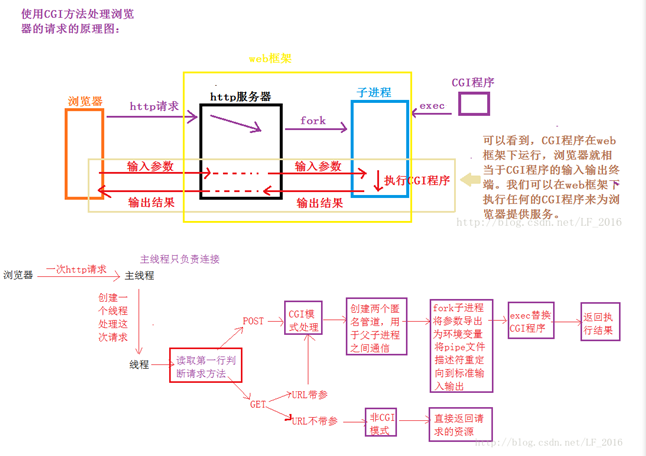 使用CGI方法处理浏览
器的请求的原理图：
web框架
CGI程序
浏览器
http服务器
子进程
http请求
fork
exec
输入参数
输入参数
执行CGI程序
输出结果
输出结果
可以看到，CGI程序在web
框架下运行，浏览器就相
当于CGI程序的输入输出终
端。我们可以在web框架下
执行任何的CGI程序来为浏
览器提供服务。
http://blog.csdn.net/LF_2016
主线程只负责连接
浏览器
一次http请求
主线程
创建一
个线程
处理这
次请求
线程
读取第一行判
断请求方法
POST
GET
URL带参
URL不带参
CGI模
式处理
创建两个匿
名管道，用
于父子进程
之间通信
fork子进程
将参数导出
为环境变量
将pipe文件
描述符重定
向到标准输
入输出
exec替换
CGI程序
返回执
行结果
非CGI
模式
直接返回请
求的资源
http://blog.csdn.net/LF_2016